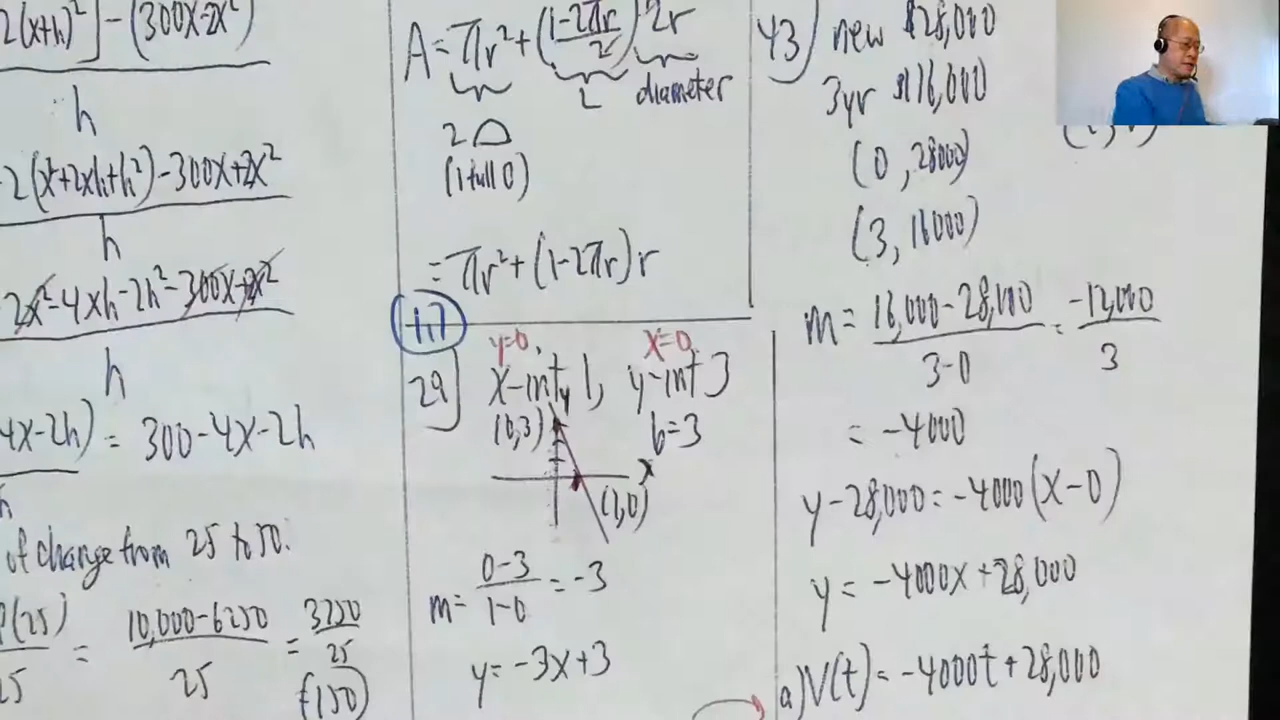 2(x+h)²] - (300x-2x²)
h
2(x²+2xh+h²)-300x+2x²
h
2x²-4xh-2h²-300x+2x²
h
4x-2h) = 300-4x-2h
h
of change from 25 to 50.
P(25)
25
= 10,000-6250
25
= 3750
25
(150)
A = πr² + (1-2πr
2) 2r
L
diameter
2
(1 full O)
= πr² + (1-2πr) r
1.7
29] x-int 1, y-int 3
y=0
x=0
y
(0,3)
b=3
x
(1,0)
m = 0-3
1-0
= -3
y = -3x+3
43) new $28,000
3yr $16,000
(0, 28000)
(3, 16000)
m = 16,000-28,000
3-0
= -12,000
3
= -4000
y-28,000 = -4000(x-0)
y = -4000x+28,000
a) V(t) = -4000t+28,000